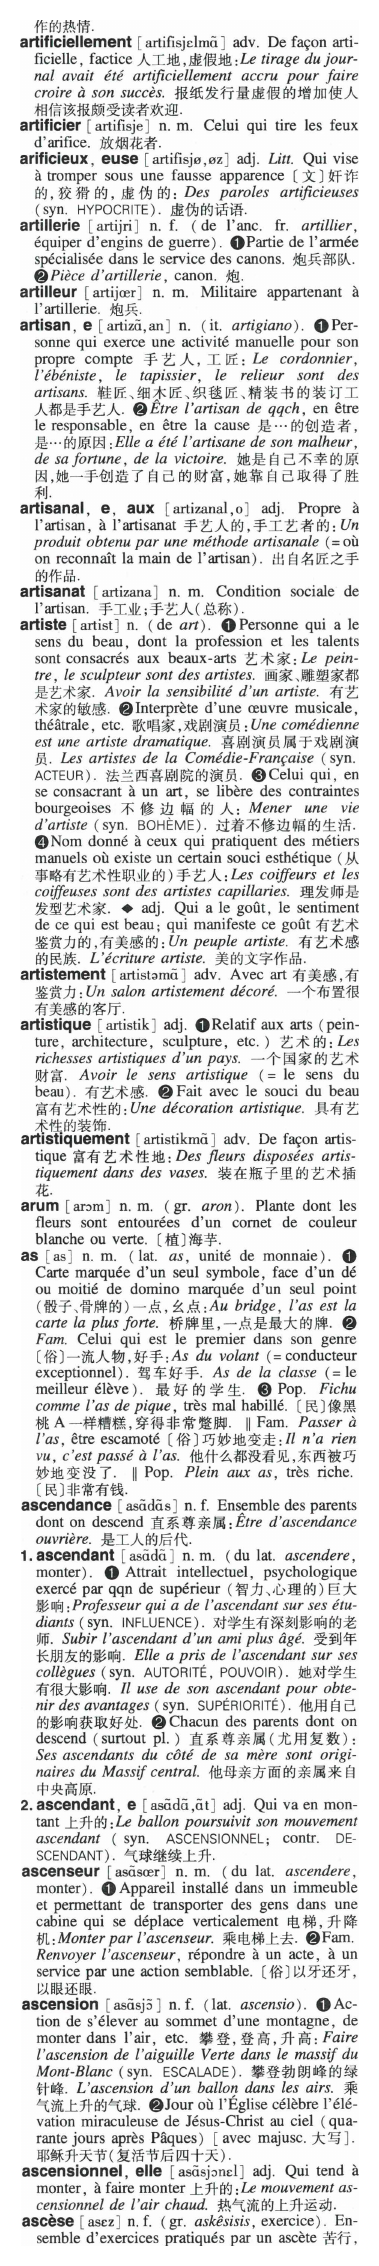 作的热情.
artificiellement [artifisjɛlmɑ̃] adv. De façon arti-
ficielle, factice 人工地,虚假地:Le tirage du jour-
nal avait été artificiellement accru pour faire
croire à son succès. 报纸发行量虚假的增加使人
相信该报颇受读者欢迎.
artificier [artifisje] n. m. Celui qui tire les feux
d'arifice. 放烟花者.
arificieux, euse [artifisjø,øz] adj. Litt. Qui vise
à tromper sous une fausse apparence [文]奸诈
的,狡猾的,虚伪的: Des paroles artificieuses
(syn. HYPOCRITE). 虚伪的话语.
artillerie [artijri] n. f. (de l'anc. fr. artillier,
équiper d'engins de guerre). ❶Partie de l'armée
spécialisée dans le service des canons. 炮兵部队.
❷Pièce d'artillerie, canon. 炮.
artilleur [artijœr] n. m. Militaire appartenant à
l'artillerie. 炮兵.
artisan, e [artizɑ̃,an] n. (it. artigiano). ❶Per-
sonne qui exerce une activité manuelle pour son
propre compte 手艺人, 工匠: Le cordonnier,
l'ébéniste, le tapissier, le relieur sont des
artisans. 鞋匠、细木匠、织毯匠、精装书的装订工
人都是手艺人. ❷Être l'artisan de qqch, en être
le responsable, en être la cause 是…的创造者,
是…的原因:Elle a été l'artisane de son malheur,
de sa fortune, de la victoire. 她是自己不幸的原
因,她一手创造了自己的财富,她靠自己取得了胜
利.
artisanal, e, aux [artizanal,o] adj. Propre à
l'artisan, à l'artisanat 手艺人的,手工艺者的:Un
produit obtenu par une méthode artisanale (=où
on reconnaît la main de l'artisan). 出自名匠之手
的作品.
artisanat [artizana] n. m. Condition sociale de
l'artisan. 手工业;手艺人(总称).
artiste [artist] n. (de art). ❶Personne qui a le
sens du beau, dont la profession et les talents
sont consacrés aux beaux-arts 艺术家:Le pein-
tre, le sculpteur sont des artistes. 画家、雕塑家都
是艺术家. Avoir la sensibilité d'un artiste. 有艺
术家的敏感. ❷Interprète d'une œuvre musicale,
théâtrale, etc. 歌唱家,戏剧演员:Une comédienne
est une artiste dramatique. 喜剧演员属于戏剧演
员. Les artistes de la Comédie-Française (syn.
ACTEUR). 法兰西喜剧院的演员. ❸Celui qui, en
se consacrant à un art, se libère des contraintes
bourgeoises 不修边幅的人: Mener une vie
d'artiste (syn. BOHÈME). 过着不修边幅的生活.
❹Nom donné à ceux qui pratiquent des métiers
manuels où existe un certain souci esthétique (从
事略有艺术性职业的)手艺人:Les coiffeurs et les
coiffeuses sont des artistes capillaires. 理发师是
发型艺术家. ◆ adj. Qui a le goût, le sentiment
de ce qui est beau; qui manifeste ce goût 有艺术
鉴赏力的,有美感的:Un peuple artiste. 有艺术感
的民族. L'écriture artiste. 美的文字作品.
artistement [artistəmɑ̃] adv. Avec art 有美感,有
鉴赏力:Un salon artistement décoré. 一个布置很
有美感的客厅.
artistique [artistik] adj. ❶Relatif aux arts (pein-
ture, architecture, sculpture, etc.) 艺术的: Les
richesses artistiques d'un pays. 一个国家的艺术
财富. Avoir le sens artistique (= le sens du
beau). 有艺术感. ❷Fait avec le souci du beau
富有艺术性的:Une décoration artistique. 具有艺
术性的装饰.
artistiquement [artistikmɑ̃] adv. De façon artis-
tique 富有艺术性地:Des fleurs disposées artis-
tiquement dans des vases. 装在瓶子里的艺术插
花.
arum [arɔm] n. m. (gr. aron). Plante dont les
fleurs sont entourées d'un cornet de couleur
blanche ou verte. [植]海芋.
as [as] n. m. (lat. as, unité de monnaie). ❶
Carte marquée d'un seul symbole, face d'un dé
ou moitié de domino marquée d'un seul point
(骰子、骨牌的)一点,幺点:Au bridge, l'as est la
carte la plus forte. 桥牌里,一点是最大的牌. ❷
Fam. Celui qui est le premier dans son genre
[俗]一流人物,好手:As du volant (=conducteur
exceptionnel). 驾车好手. As de la classe (=le
meilleur élève). 最好的学生. ❸ Pop. Fichu
comme l'as de pique, très mal habillé. [民]像黑
桃 A 一样糟糕,穿得非常蹩脚. ‖ Fam. Passer à
l'as, être escamoté [俗]巧妙地变走:Il n'a rien
vu, c'est passé à l'as. 他什么都没看见,东西被巧
妙地变没了. ‖ Pop. Plein aux as, très riche.
[民]非常有钱.
ascendance [asɑ̃dɑ̃s] n. f. Ensemble des parents
dont on descend 直系尊亲属:Être d'ascendance
ouvrière. 是工人的后代.
1. ascendant [asɑ̃dɑ̃] n. m. (du lat. ascendere,
monter). ❶ Attrait intellectuel, psychologique
exercé par qqn de supérieur (智力、心理的)巨大
影响:Professeur qui a de l'ascendant sur ses étu-
diants (syn. INFLUENCE). 对学生有深刻影响的老
师. Subir l'ascendant d'un ami plus âgé. 受到年
长朋友的影响. Elle a pris de l'ascendant sur ses
collègues (syn. AUTORITÉ, POUVOIR). 她对学生
有很大影响. Il use de son ascendant pour obte-
nir des avantages (syn. SUPÉRIORITÉ). 他用自己
的影响获取好处. ❷Chacun des parents dont on
descend (surtout pl.) 直系尊亲属(尤用复数):
Ses ascendants du côté de sa mère sont origi-
naires du Massif central. 他母亲方面的亲属来自
中央高原.
2. ascendant, e [asɑ̃dɑ̃,ɑ̃t] adj. Qui va en mon-
tant 上升的:Le ballon poursuivit son mouvement
ascendant ( syn. ASCENSIONNEL; contr. DE-
SCENDANT). 气球继续上升.
ascenseur [asɑ̃sœr] n. m. (du lat. ascendere,
monter). ❶Appareil installé dans un immeuble
et permettant de transporter des gens dans une
cabine qui se déplace verticalement 电梯,升降
机:Monter par l'ascenseur. 乘电梯上去. ❷Fam.
Renvoyer l'ascenseur, répondre à un acte, à un
service par une action semblable. [俗]以牙还牙,
以眼还眼.
ascension [asɑ̃sjɔ̃] n. f. (lat. ascensio). ❶Ac-
tion de s'élever au sommet d'une montagne, de
monter dans l'air, etc. 攀登,登高,升高: Faire
l'ascension de l'aiguille Verte dans le massif du
Mont-Blanc (syn. ESCALADE). 攀登勃朗峰的绿
针峰. L'ascension d'un ballon dans les airs. 乘
气流上升的气球. ❷Jour où l'Église célèbre l'élé-
vation miraculeuse de Jésus-Christ au ciel (qua-
rante jours après Pâques) [avec majusc. 大写].
耶稣升天节(复活节后四十天).
ascensionnel, elle [asɑ̃sjɔnɛl] adj. Qui tend à
monter, à faire monter 上升的:Le mouvement as-
censionnel de l'air chaud. 热气流的上升运动.
ascèse [asɛz] n. f. (gr. askêsisis, exercice). En-
semble d'exercices pratiqués par un ascète 苦行,